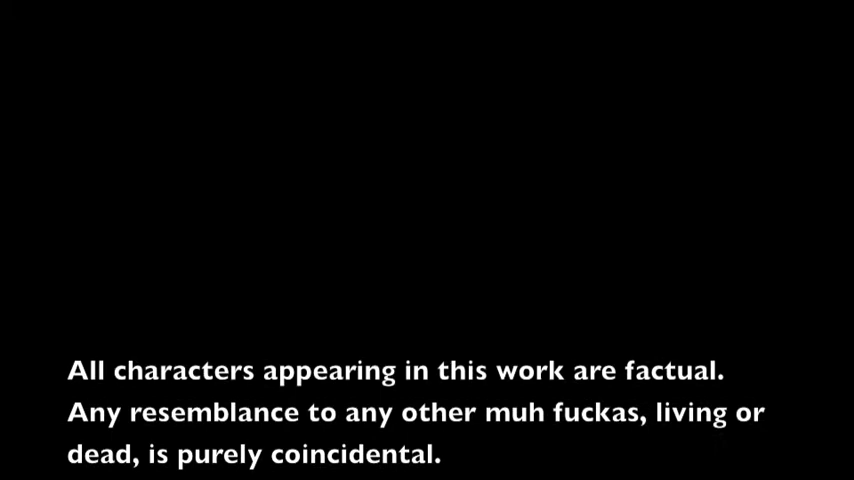 All characters appearing in this work are factual.
Any resemblance to any other muh fuckas, living or
dead, is purely coincidental.